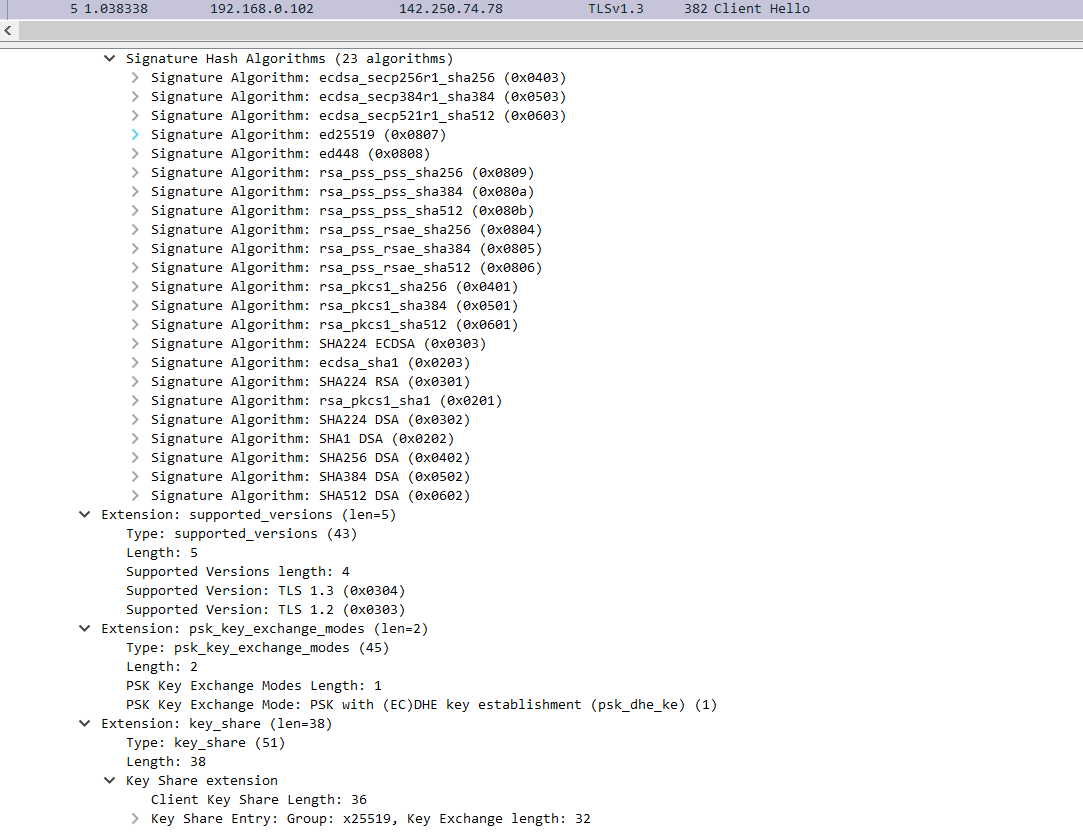 5 1.038338 192.168.0.102 142.250.74.78 TLSv1.3 382 Client Hello
Signature Hash Algorithms (23 algorithms)
Signature Algorithm: ecdsa_secp256r1_sha256 (0x0403)
Signature Algorithm: ecdsa_secp384r1_sha384 (0x0503)
Signature Algorithm: ecdsa_secp521r1_sha512 (0x0603)
Signature Algorithm: ed25519 (0x0807)
Signature Algorithm: ed448 (0x0808)
Signature Algorithm: rsa_pss_pss_sha256 (0x0809)
Signature Algorithm: rsa_pss_pss_sha384 (0x080a)
Signature Algorithm: rsa_pss_pss_sha512 (0x080b)
Signature Algorithm: rsa_pss_rsae_sha256 (0x0804)
Signature Algorithm: rsa_pss_rsae_sha384 (0x0805)
Signature Algorithm: rsa_pss_rsae_sha512 (0x0806)
Signature Algorithm: rsa_pkcs1_sha256 (0x0401)
Signature Algorithm: rsa_pkcs1_sha384 (0x0501)
Signature Algorithm: rsa_pkcs1_sha512 (0x0601)
Signature Algorithm: SHA224 ECDSA (0x0303)
Signature Algorithm: ecdsa_sha1 (0x0203)
Signature Algorithm: SHA224 RSA (0x0301)
Signature Algorithm: rsa_pkcs1_sha1 (0x0201)
Signature Algorithm: SHA224 DSA (0x0302)
Signature Algorithm: SHA1 DSA (0x0202)
Signature Algorithm: SHA256 DSA (0x0402)
Signature Algorithm: SHA384 DSA (0x0502)
Signature Algorithm: SHA512 DSA (0x0602)
Extension: supported_versions (len=5)
Type: supported_versions (43)
Length: 5
Supported Versions length: 4
Supported Version: TLS 1.3 (0x0304)
Supported Version: TLS 1.2 (0x0303)
Extension: psk_key_exchange_modes (len=2)
Type: psk_key_exchange_modes (45)
Length: 2
PSK Key Exchange Modes Length: 1
PSK Key Exchange Mode: PSK with (EC)DHE key establishment (psk_dhe_ke) (1)
Extension: key_share (len=38)
Type: key_share (51)
Length: 38
Key Share extension
Client Key Share Length: 36
Key Share Entry: Group: x25519, Key Exchange length: 32